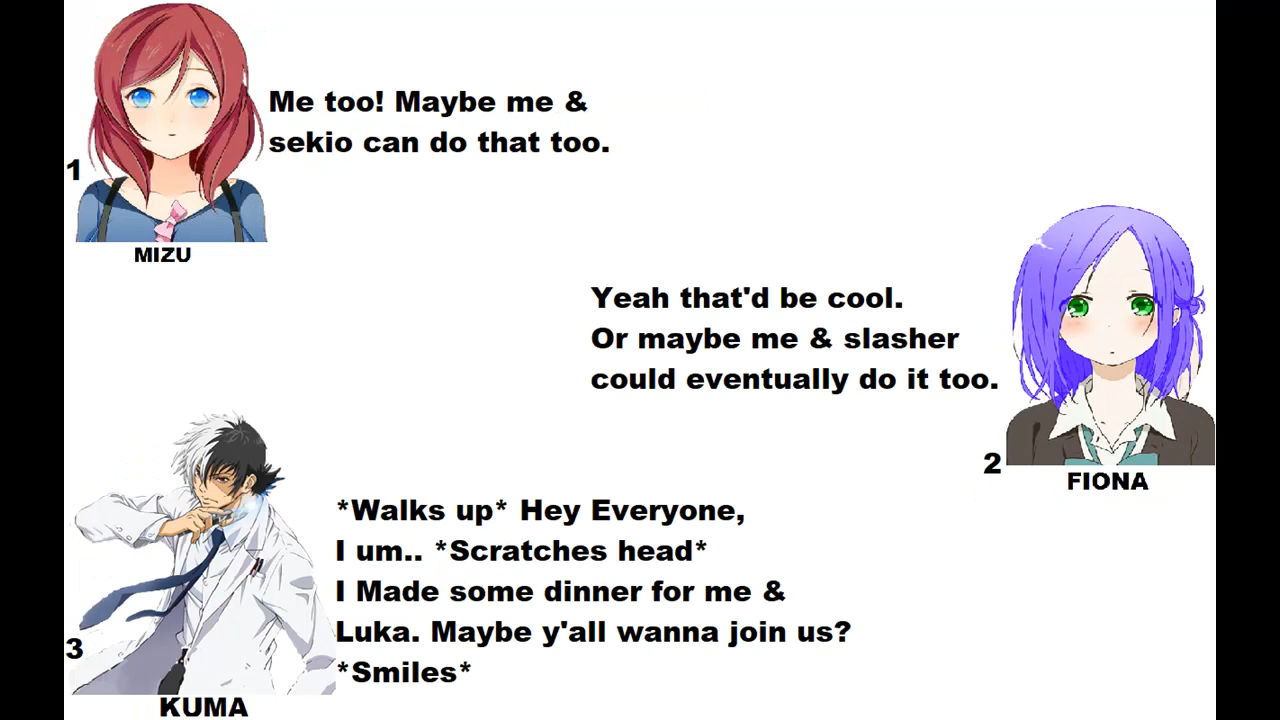 Me too! Maybe me &
sekio can do that too.
1
MIZU
Yeah that'd be cool.
Or maybe me & slasher
could eventually do it too.
2
FIONA
*Walks up* Hey Everyone,
I um.. *Scratches head*
I Made some dinner for me &
Luka. Maybe y'all wanna join us?
*Smiles*
3
KUMA